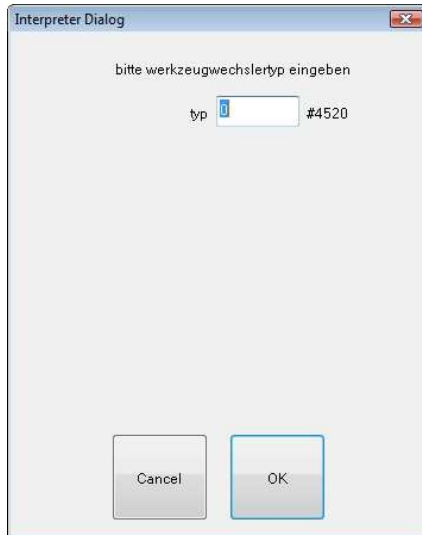 Interpreter Dialog
bitte werkzeugwechslertyp eingeben
typ 0 #4520
Cancel OK